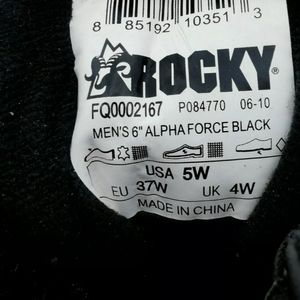 8 85192 10351 3
ROCKY
FQ0002167 P084770 06-10
MEN'S 6" ALPHA FORCE BLACK
USA 5W
EU 37W UK 4W
MADE IN CHINA